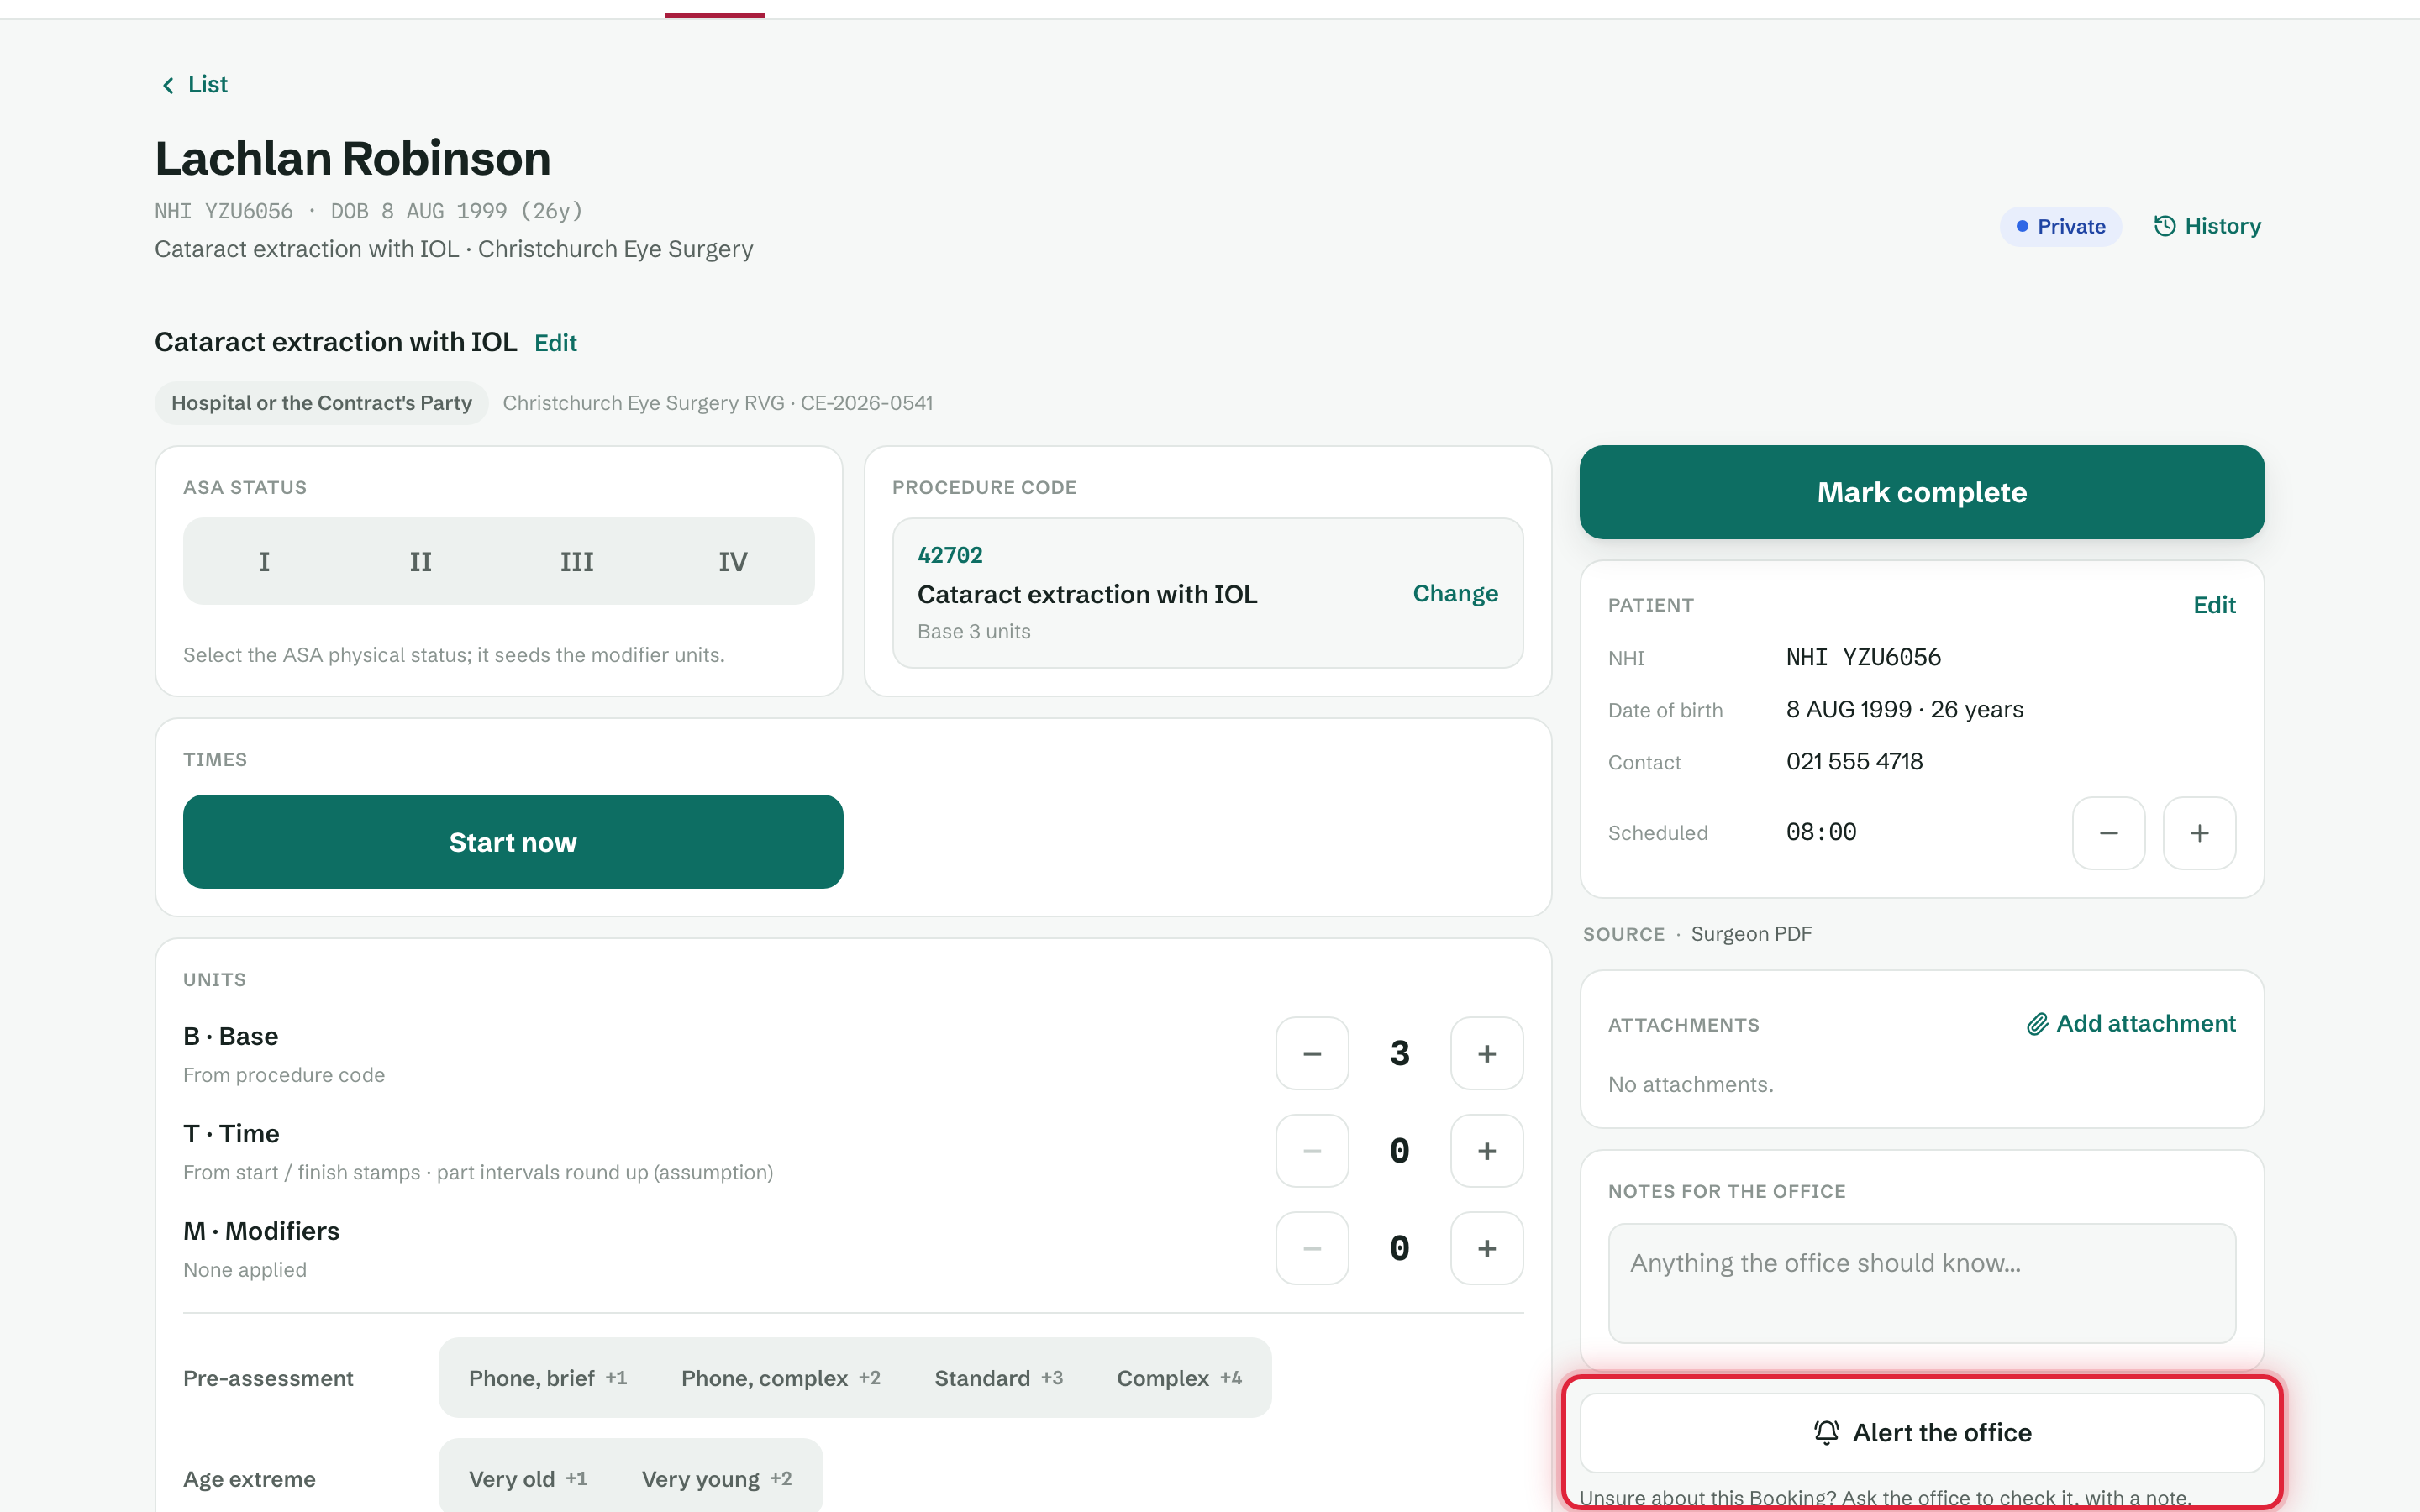 List
Lachlan Robinson
NHI YZU6056 · DOB 8 AUG 1999 (26y)
Cataract extraction with IOL · Christchurch Eye Surgery
Private
History
Cataract extraction with IOL Edit
Hospital or the Contract's Party Christchurch Eye Surgery RVG · CE-2026-0541
ASA STATUS
I II III IV
Select the ASA physical status; it seeds the modifier units.
PROCEDURE CODE
42702
Cataract extraction with IOL
Change
Base 3 units
TIMES
Start now
UNITS
B · Base
From procedure code
− 3 +
T · Time
From start / finish stamps · part intervals round up (assumption)
− 0 +
M · Modifiers
None applied
− 0 +
Pre-assessment Phone, brief +1 Phone, complex +2 Standard +3 Complex +4
Age extreme Very old +1 Very young +2
Mark complete
PATIENT Edit
NHI NHI YZU6056
Date of birth 8 AUG 1999 · 26 years
Contact 021 555 4718
Scheduled 08:00 − +
SOURCE · Surgeon PDF
ATTACHMENTS Add attachment
No attachments.
NOTES FOR THE OFFICE
Anything the office should know...
Alert the office
Unsure about this Booking? Ask the office to check it, with a note.